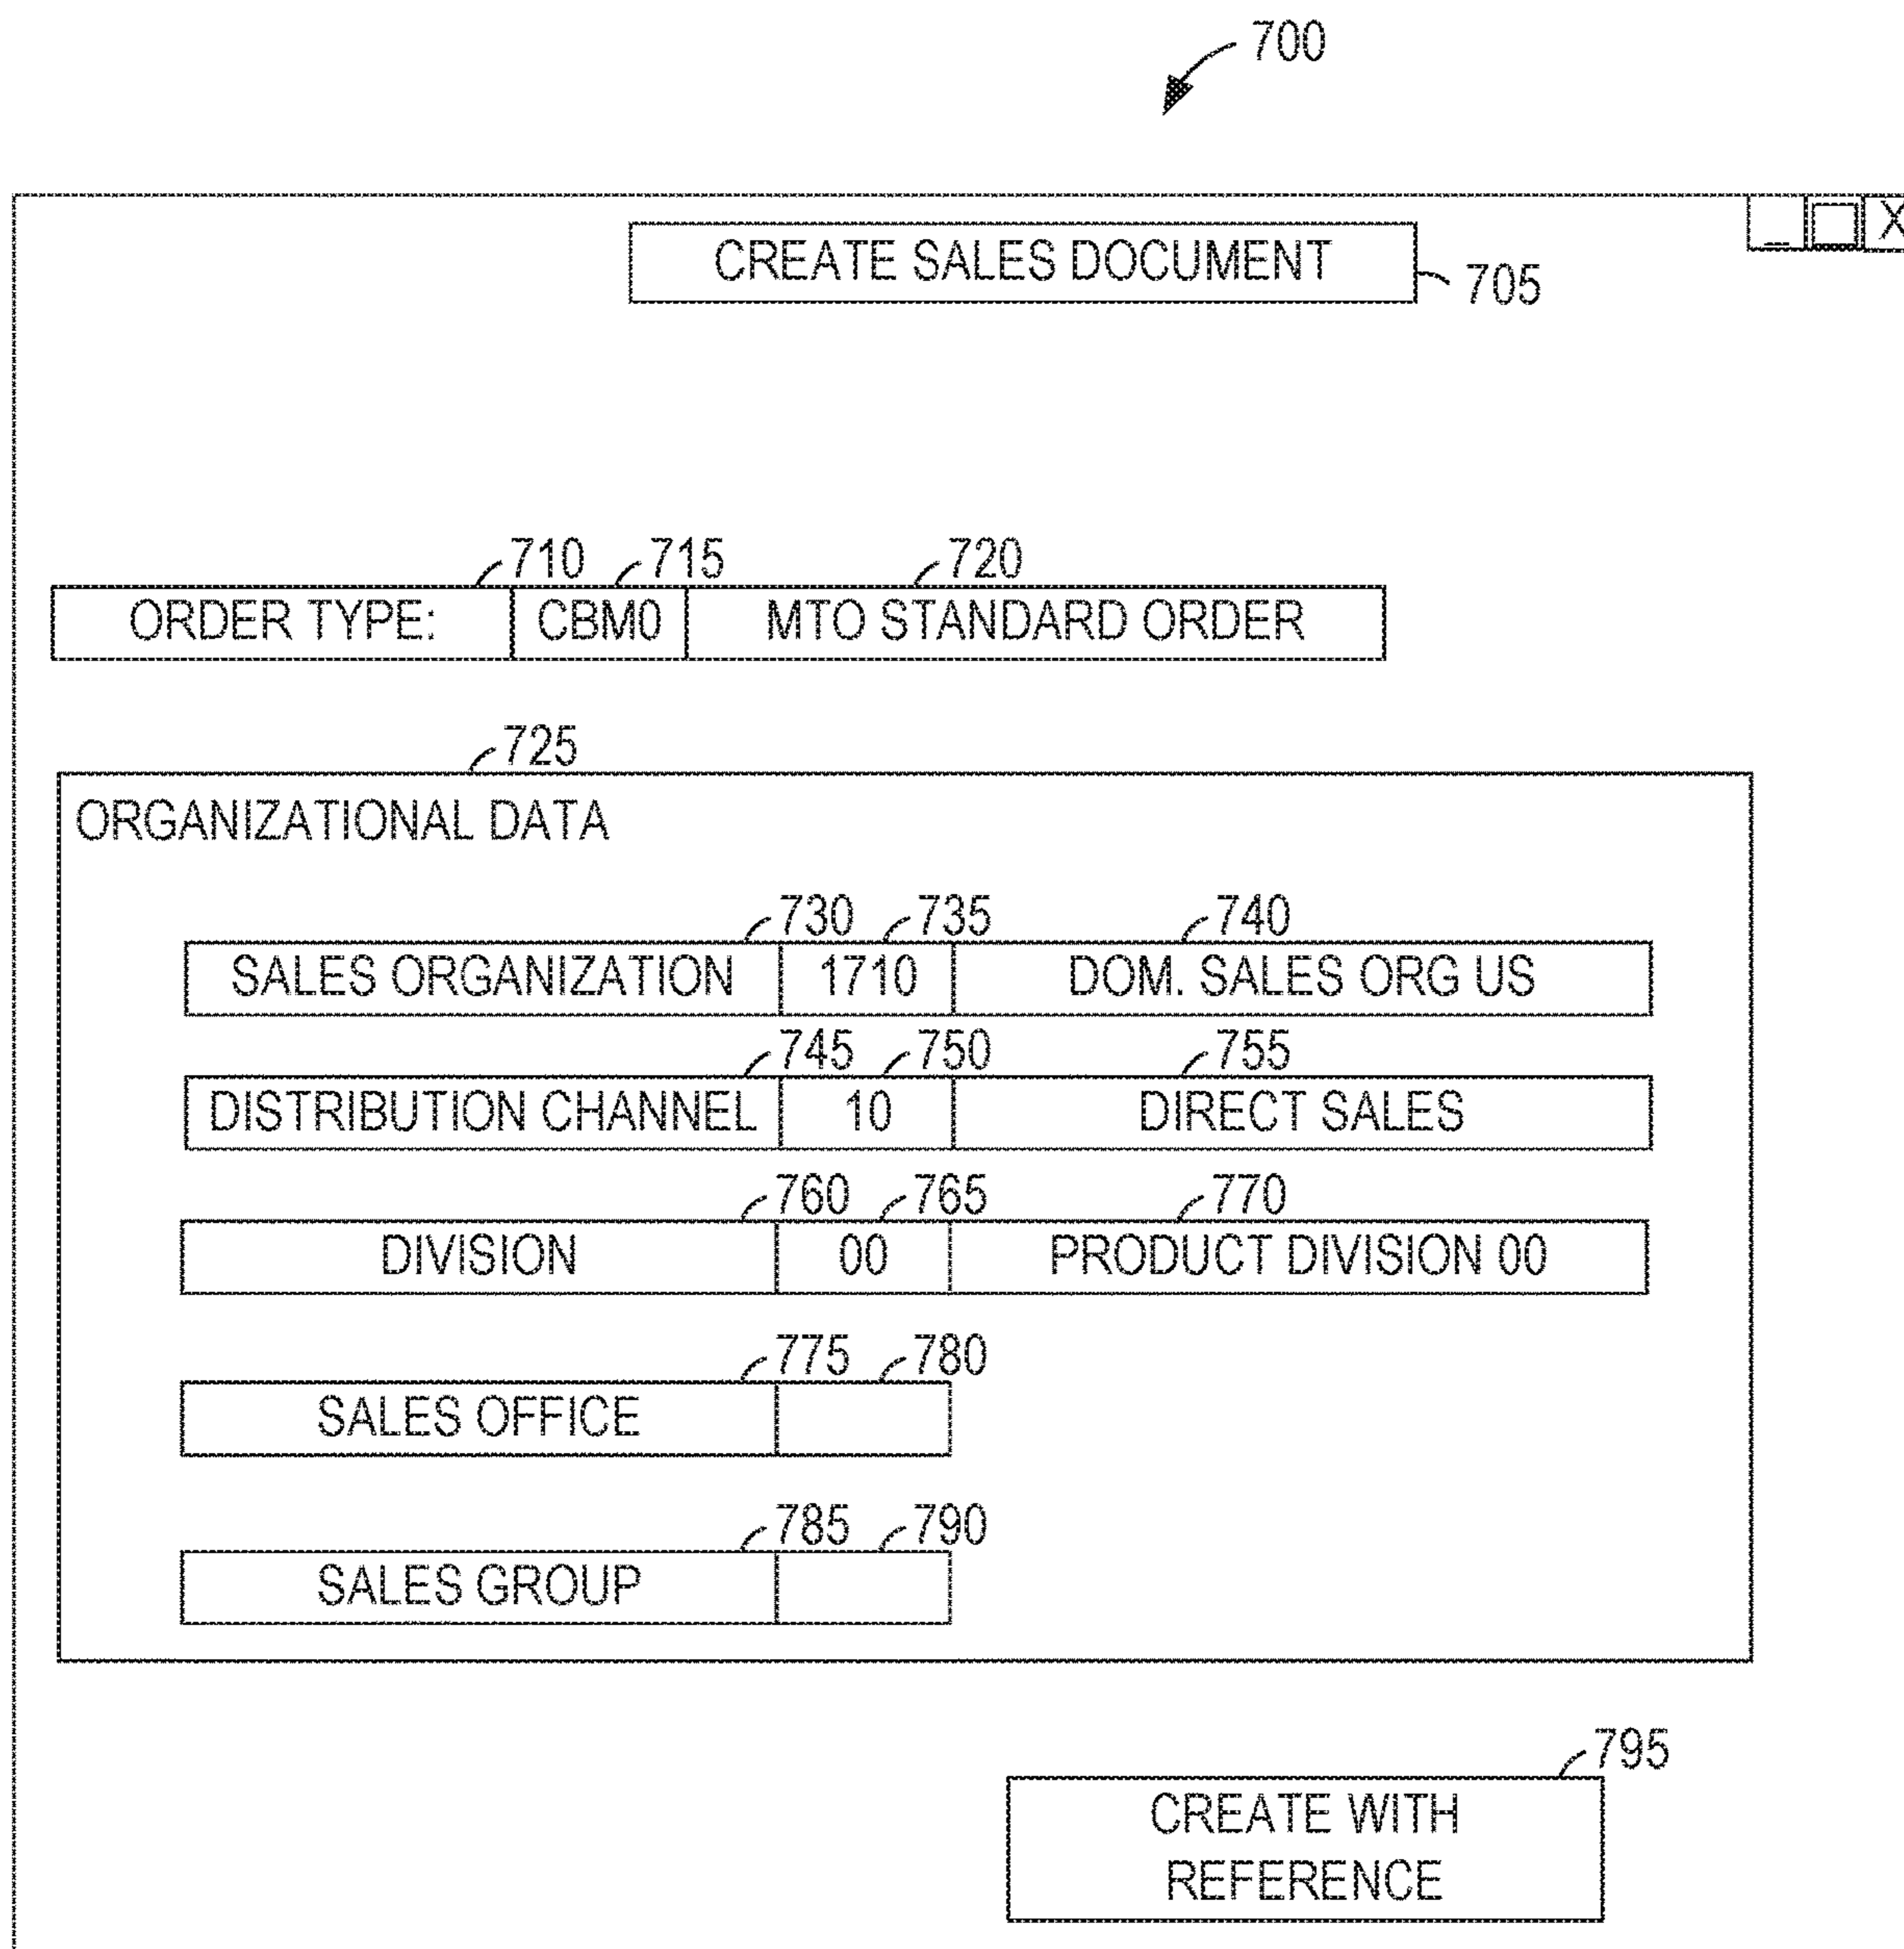 700
_ X
CREATE SALES DOCUMENT
705
710 715 720
ORDER TYPE: CBM0 MTO STANDARD ORDER
725
ORGANIZATIONAL DATA
730 735 740
SALES ORGANIZATION 1710 DOM. SALES ORG US
745 750 755
DISTRIBUTION CHANNEL 10 DIRECT SALES
760 765 770
DIVISION 00 PRODUCT DIVISION 00
775 780
SALES OFFICE
785 790
SALES GROUP
795
CREATE WITH
REFERENCE